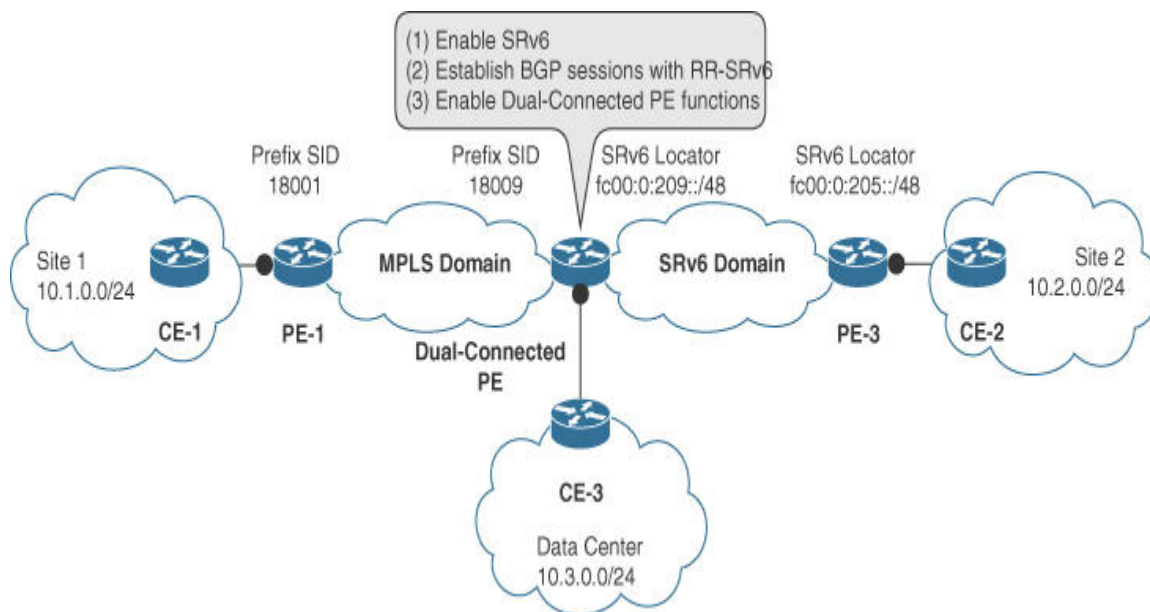 (1) Enable SRv6
(2) Establish BGP sessions with RR-SRv6
(3) Enable Dual-Connected PE functions
Prefix SID
18001
Prefix SID
18009
SRv6 Locator
fc00:0:209::/48
SRv6 Locator
fc00:0:205::/48
Site 1
10.1.0.0/24
CE-1
PE-1
MPLS Domain
Dual-Connected
PE
SRv6 Domain
PE-3
CE-2
Site 2
10.2.0.0/24
CE-3
Data Center
10.3.0.0/24